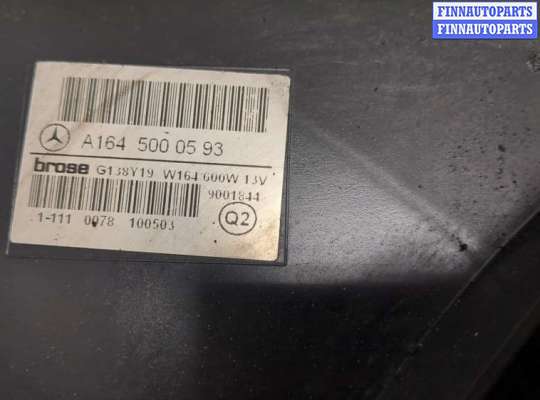 FINNAUTOPARTS
FINNAUTOPARTS
A164 500 05 93
brose G138Y19 W164 600W 13V
9001844
1-111 0078 100503
Q2